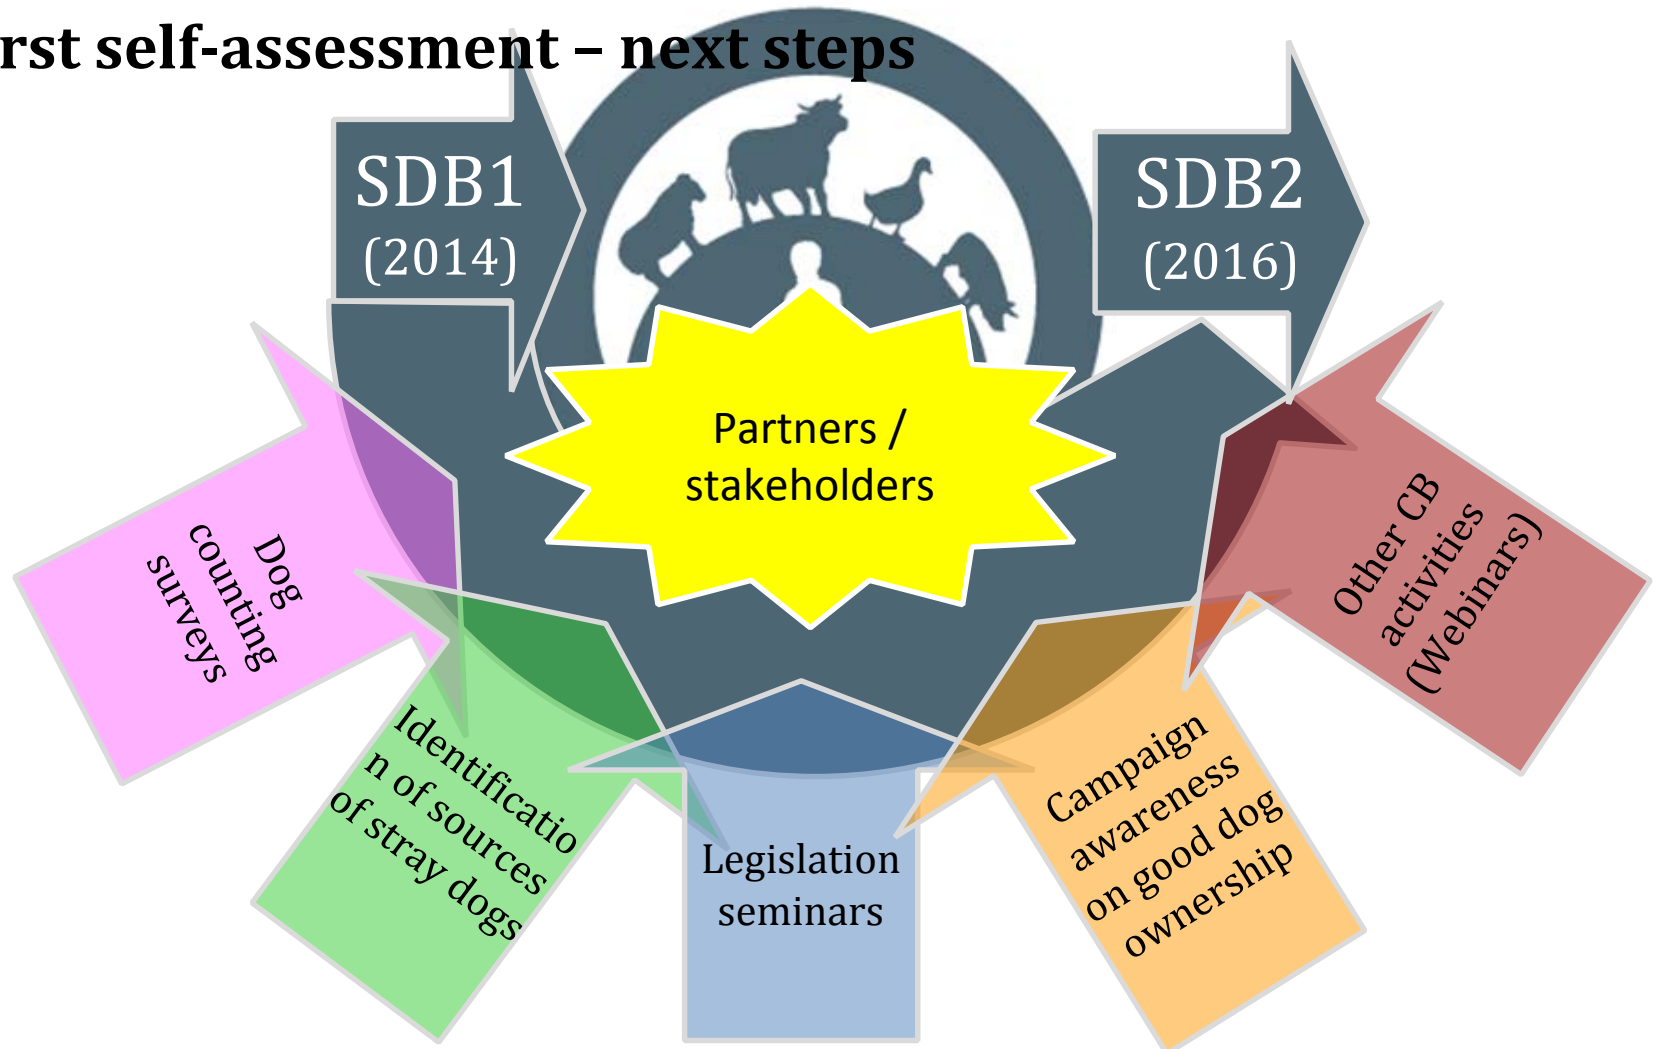 rst self-assessment – next steps
SDB1
(2014)
SDB2
(2016)
Partners /
stakeholders
Dog
counting
surveys
Identificatio
n of sources
of stray dogs
Legislation
seminars
Campaign
awareness
on good dog
ownership
Other CB
activities
(Webinars)